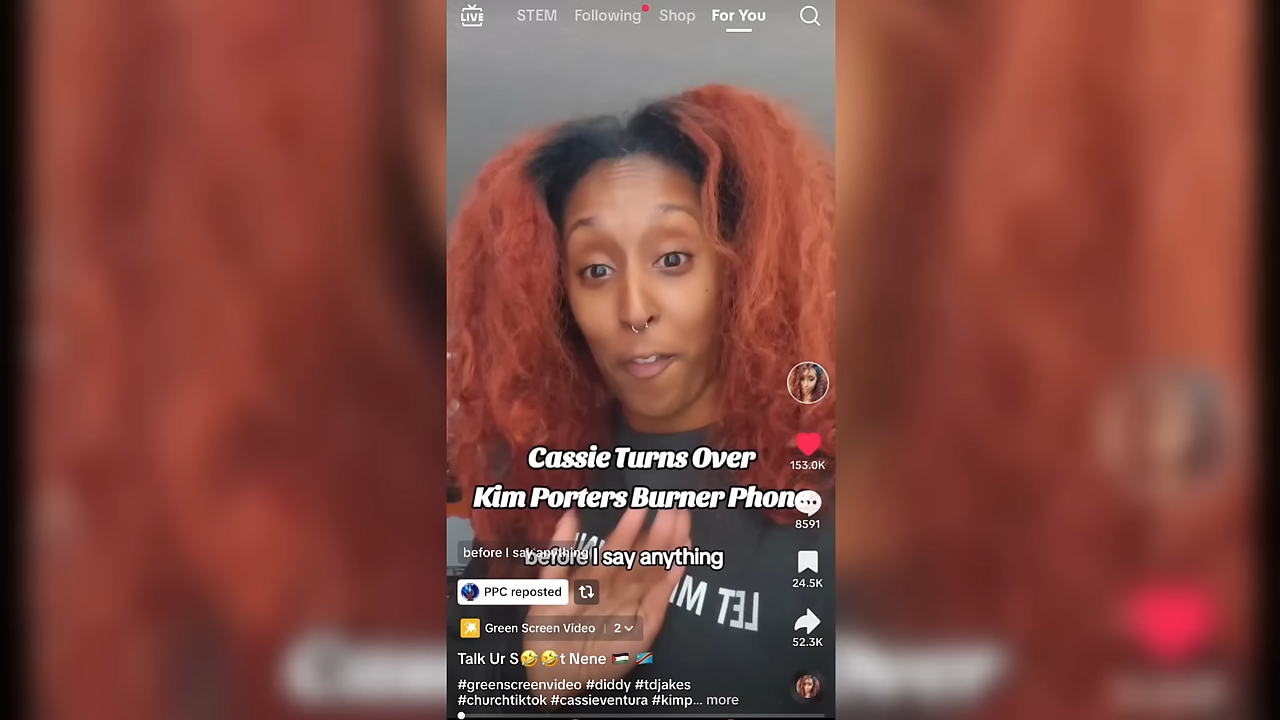 LIVE
STEM Following Shop For You
Cassie Turns Over
Kim Porters Burner Phon
153.0K
8591
before I say anything
before I say anything
24.5K
PPC reposted
LET M
52.3K
Green Screen Video | 2
Talk Ur S🤣🤣t Nene 🇵🇸 🇨🇩
#greenscreenvideo #diddy #tdjakes
#churchtiktok #cassieventura #kimp... more